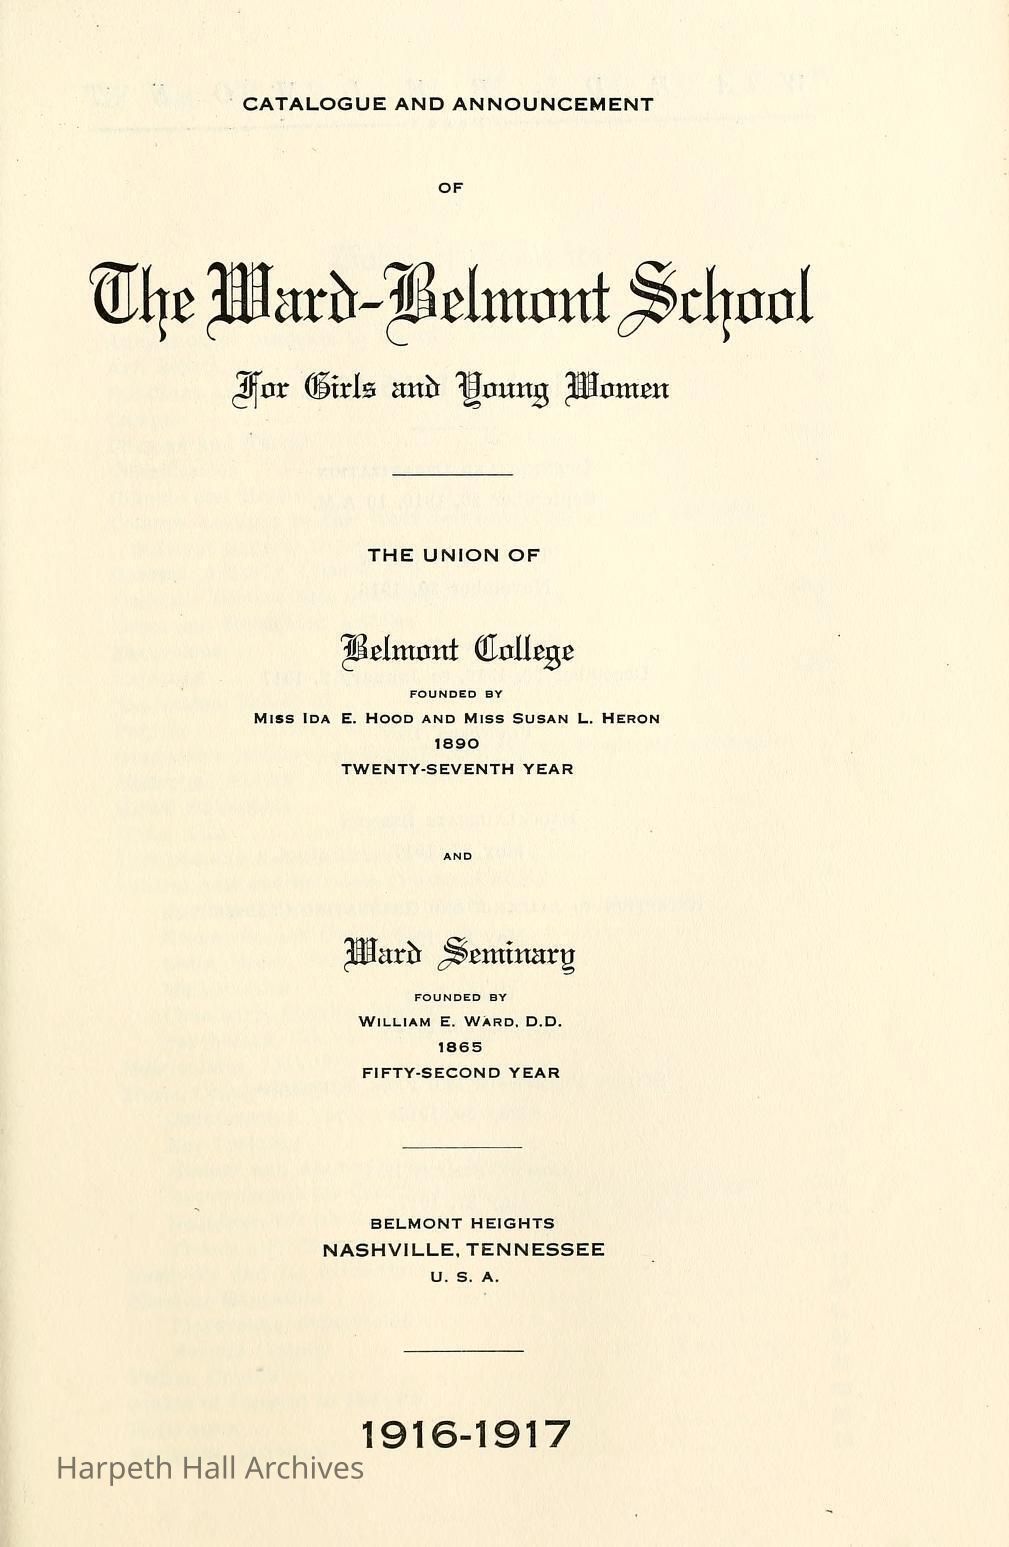 CATALOGUE AND ANNOUNCEMENT
OF
The Ward-Belmont School
For Girls and Young Women
THE UNION OF
Belmont College
FOUNDED BY
MISS IDA E. HOOD AND MISS SUSAN L. HERON
1890
TWENTY-SEVENTH YEAR
AND
Ward Seminary
FOUNDED BY
WILLIAM E. WARD, D.D.
1865
FIFTY-SECOND YEAR
BELMONT HEIGHTS
NASHVILLE, TENNESSEE
U. S. A.
1916-1917
Harpeth Hall Archives